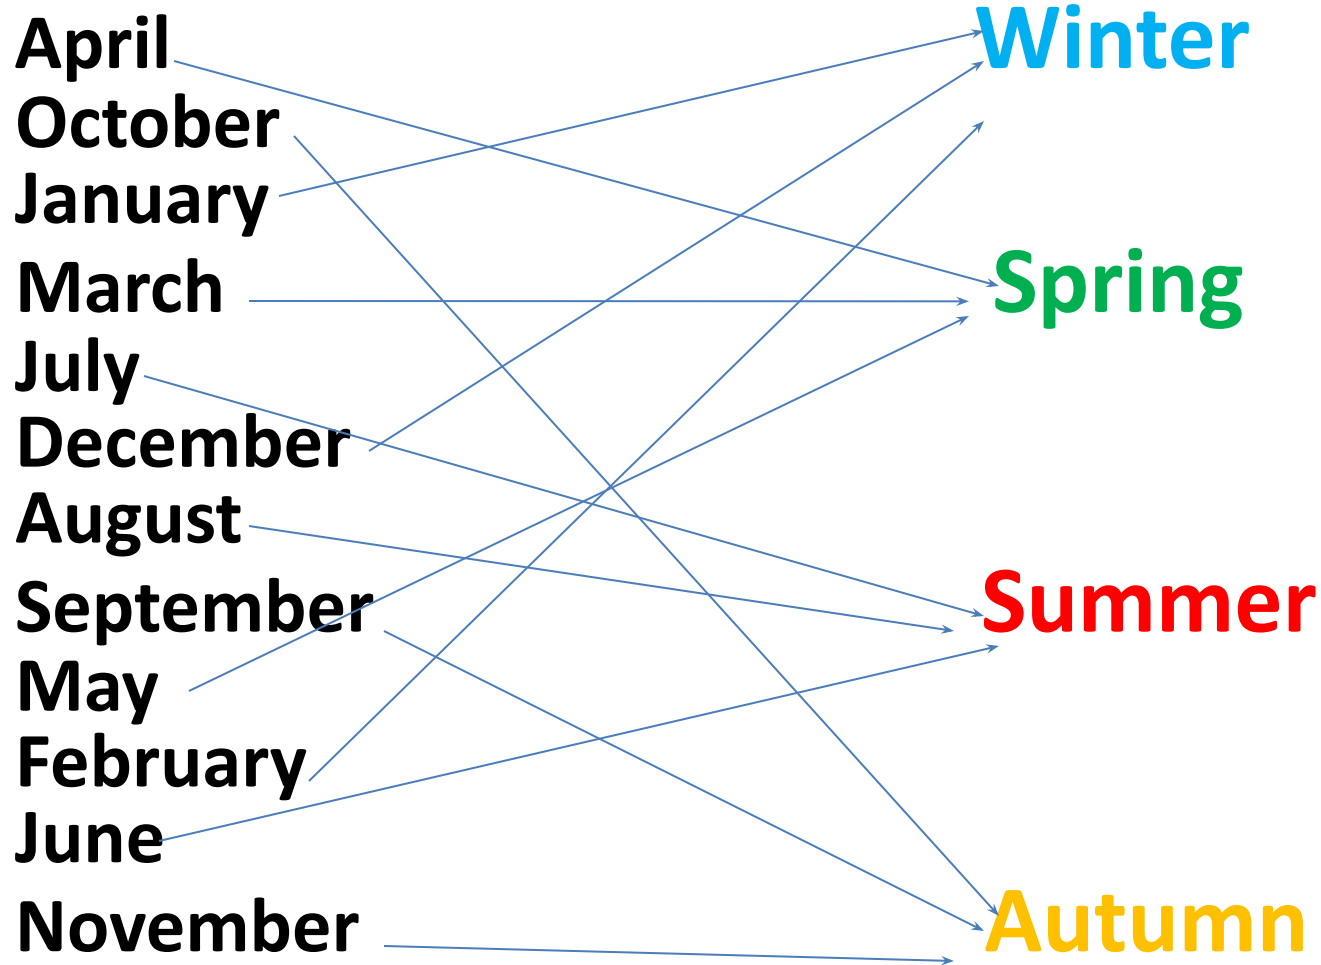 April
October
January
March
July
December
August
September
May
February
June
November
Winter
Spring
Summer
Autumn